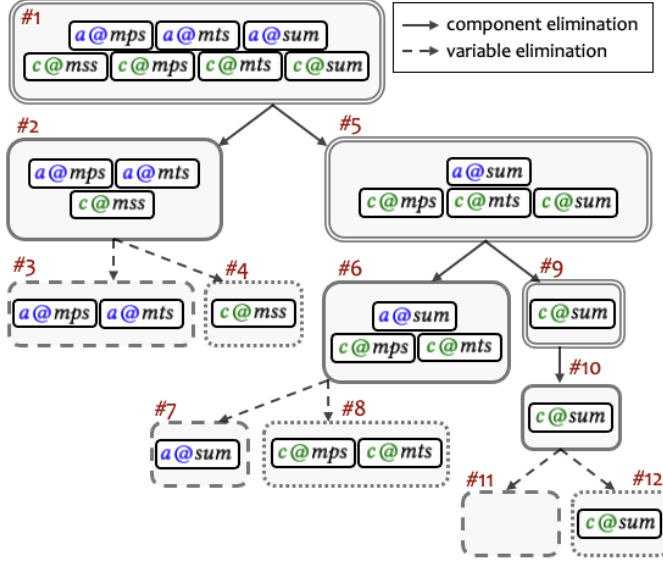 #1
component elimination
a@mps a@mts a@sum
variable elimination
c@mss c@mps c@mts c@sum
#2
#5
a@mps a@mts
c@mss
a@sum
c@mps c@mts c@sum
#3
#4
#6
#9
a@mps a@mts
c@mss
a@sum
c@mps c@mts
c@sum
#10
#7
#8
c@sum
a@sum
c@mps c@mts
#11
#12
c@sum